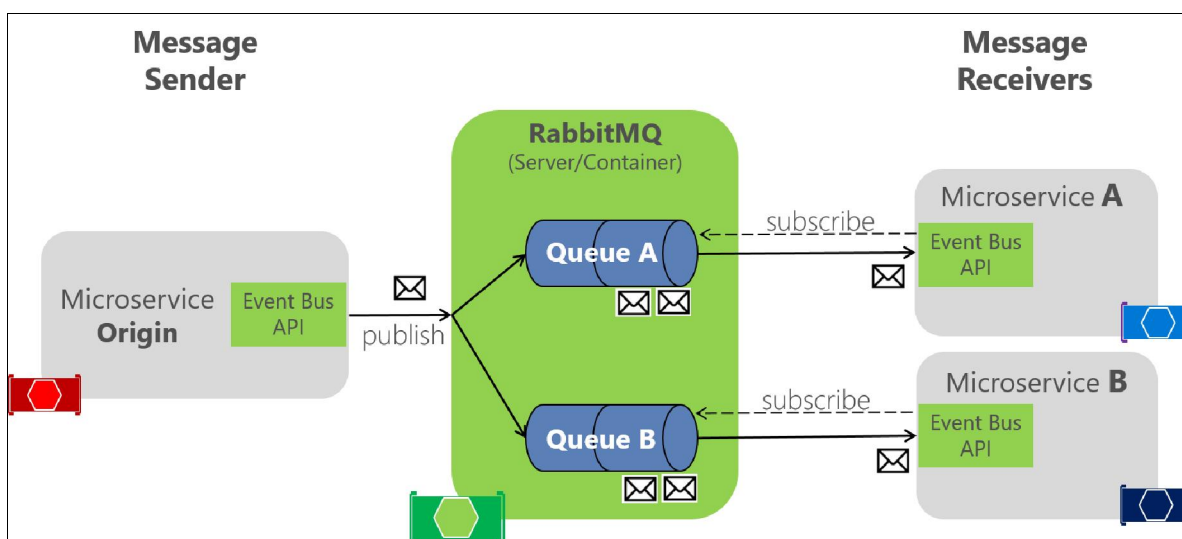 Message
Sender
Message
Receivers
RabbitMQ
(Server/Container)
Microservice
Origin
Event Bus
API
publish
Queue A
Queue B
subscribe
Microservice A
Event Bus
API
subscribe
Microservice B
Event Bus
API